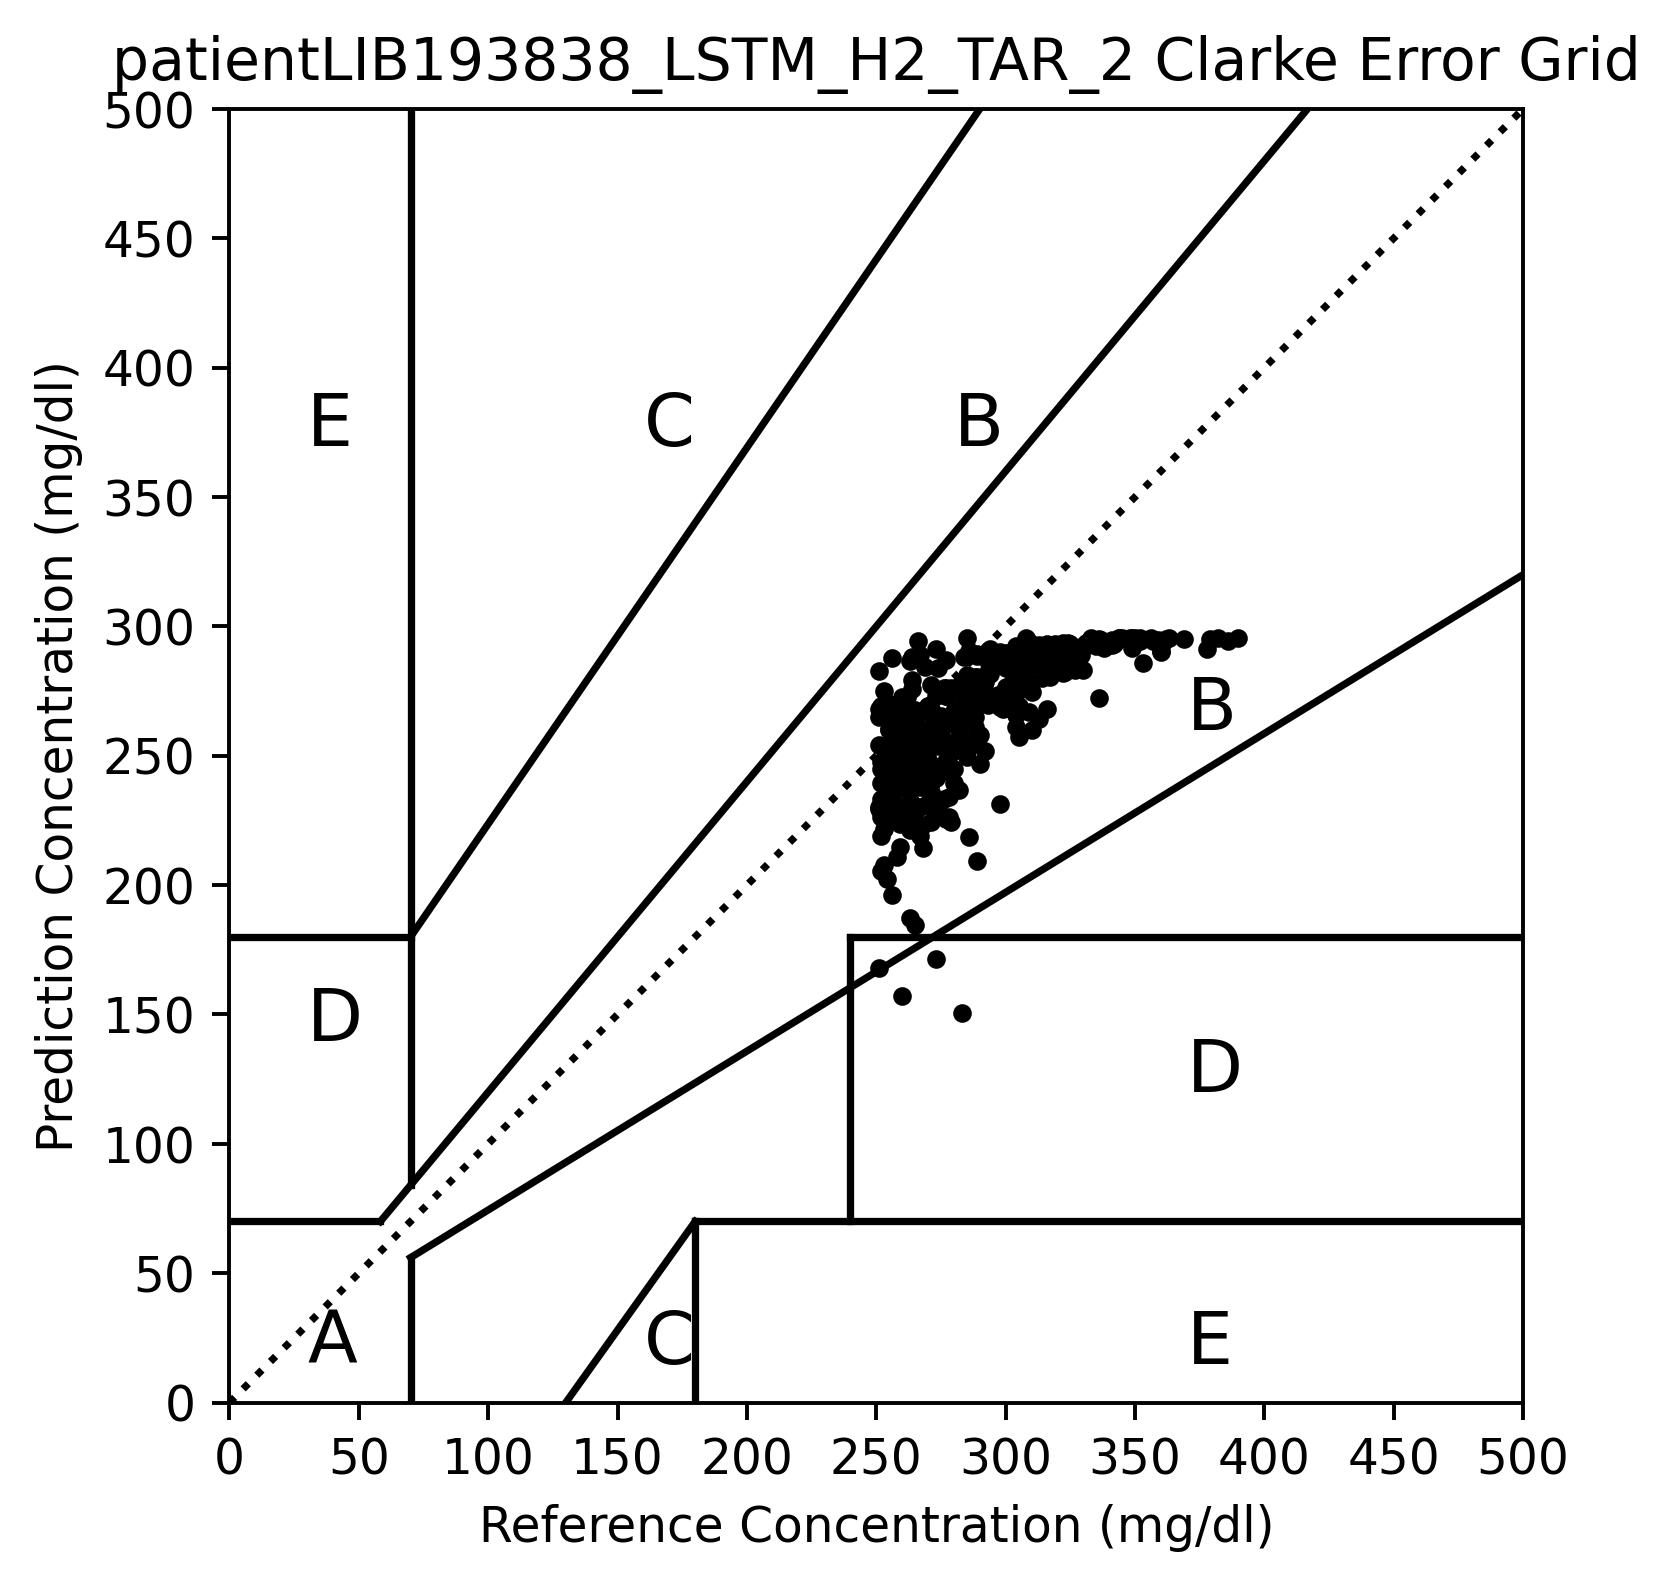 patientLIB193838_LSTM_H2_TAR_2 Clarke Error Grid
500
450
400
350
300
250
200
150
100
50
0
Prediction Concentration (mg/dl)
E
C
B
B
D
D
A
C
E
0 50 100 150 200 250 300 350 400 450 500
Reference Concentration (mg/dl)